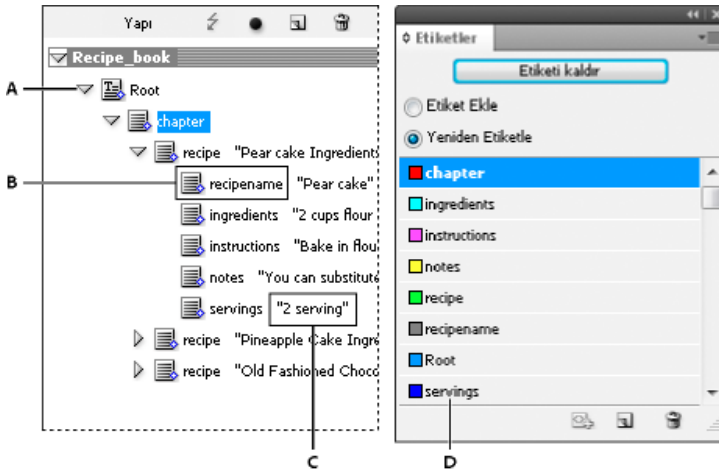 Yapı
Recipe_book
A
Root
chapter
recipe "Pear cake Ingredients
B
recipename "Pear cake"
ingredients "2 cups flour
instructions "Bake in flou
notes "You can substitute
servings "2 serving"
recipe "Pineapple Cake Ingre
recipe "Old Fashioned Choco
C
Etiketler
Etiketi kaldır
Etiket Ekle
Yeniden Etiketle
chapter
ingredients
instructions
notes
recipe
recipename
Root
servings
D